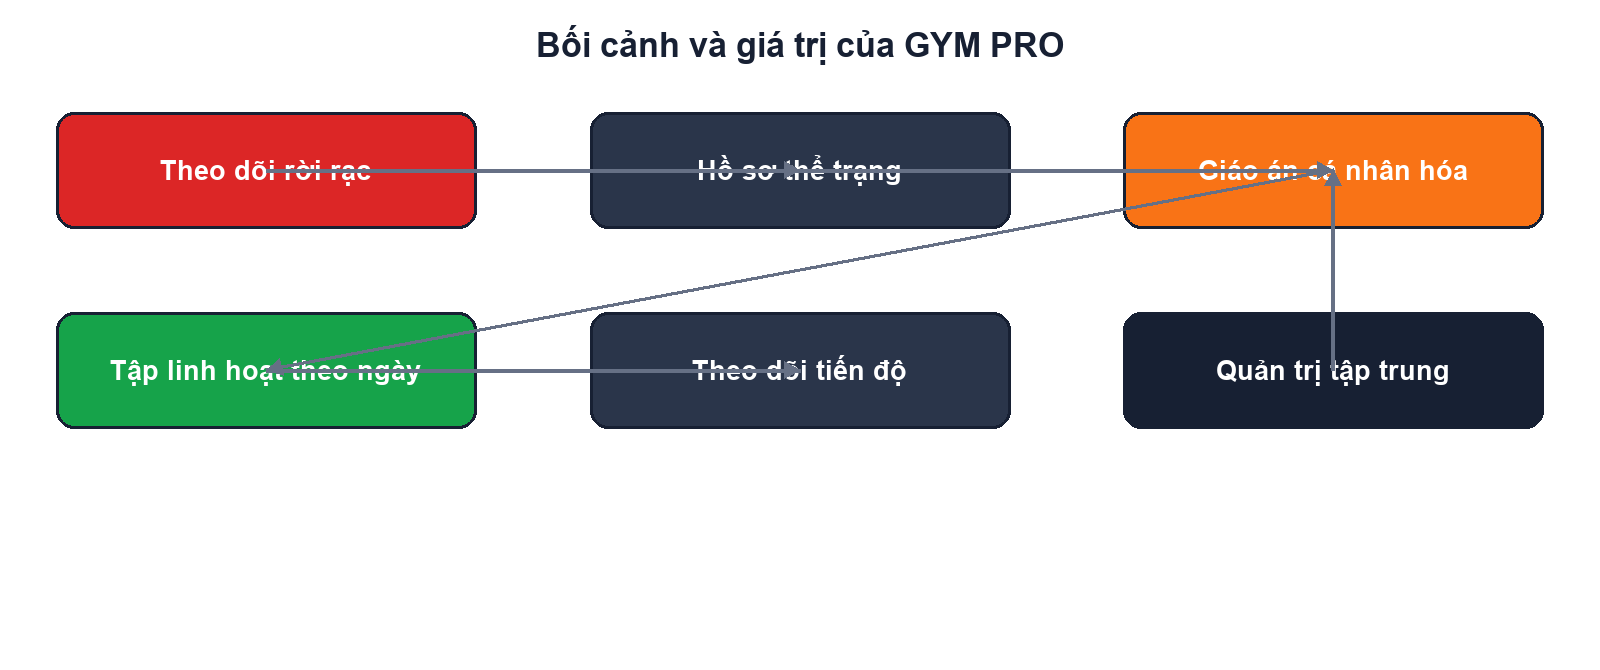 Bối cảnh và giá trị của GYM PRO
Theo dõi rời rạc
Hồ sơ thể trạng
Giáo án cá nhân hóa
Tập linh hoạt theo ngày
Theo dõi tiến độ
Quản trị tập trung